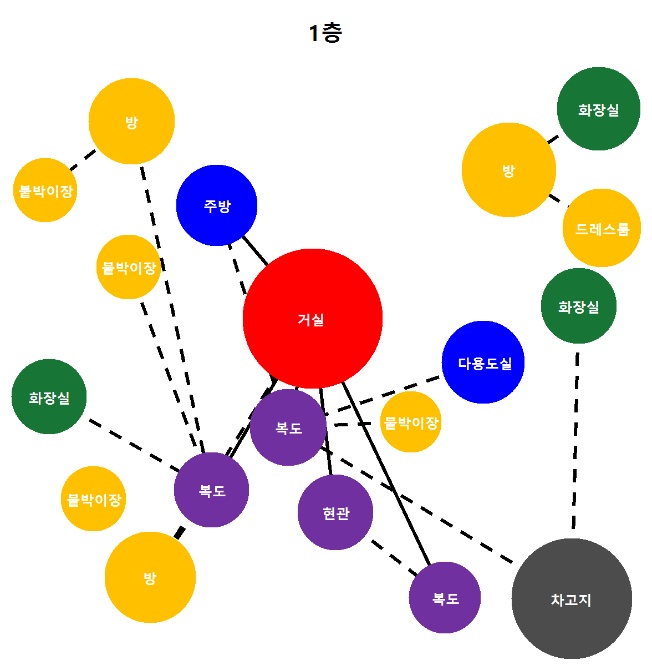 1층
방
화장실
방
붙박이장
주방
드레스룸
붙박이장
화장실
거실
다용도실
화장실
복도
붙박이장
복도
붙박이장
현관
방
복도
차고지